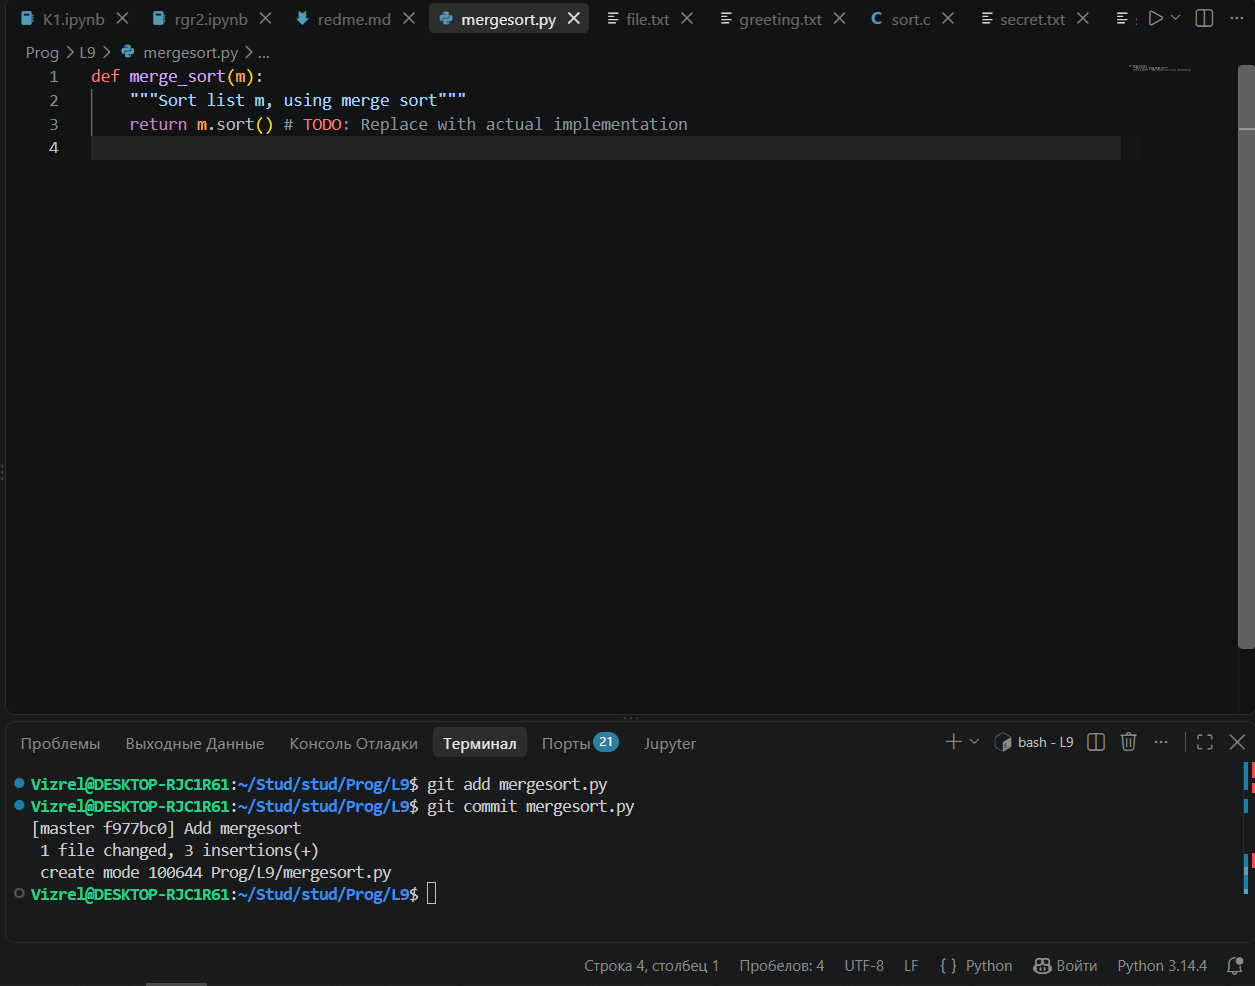 K1.ipynb rgr2.ipynb redme.md mergesort.py file.txt greeting.txt C sort.c secret.txt
Prog > L9 > mergesort.py > ...
1 def merge_sort(m):
2 """Sort list m, using merge sort"""
3 return m.sort() # TODO: Replace with actual implementation
4
Проблемы Выходные Данные Консоль Отладки Терминал Порты 21 Jupyter bash - L9
Vizrel@DESKTOP-RJC1R61:~/Stud/stud/Prog/L9$ git add mergesort.py
Vizrel@DESKTOP-RJC1R61:~/Stud/stud/Prog/L9$ git commit mergesort.py
[master f977bc0] Add mergesort
1 file changed, 3 insertions(+)
create mode 100644 Prog/L9/mergesort.py
Vizrel@DESKTOP-RJC1R61:~/Stud/stud/Prog/L9$
Строка 4, столбец 1 Пробелов: 4 UTF-8 LF { } Python Войти Python 3.14.4